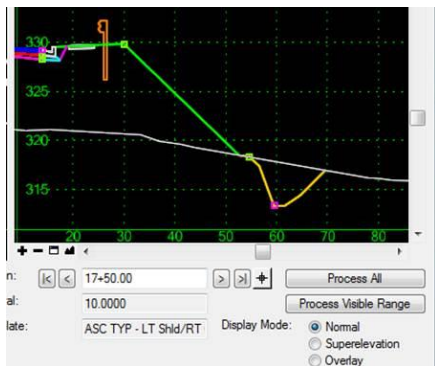 330
325
320
315
20 30 40 50 60 70 80
n: |< < 17+50.00 > >| Process All
al: 10.0000 Process Visible Range
late: ASC TYP - LT Shld/RT Display Mode: Normal
Superelevation
Overlay